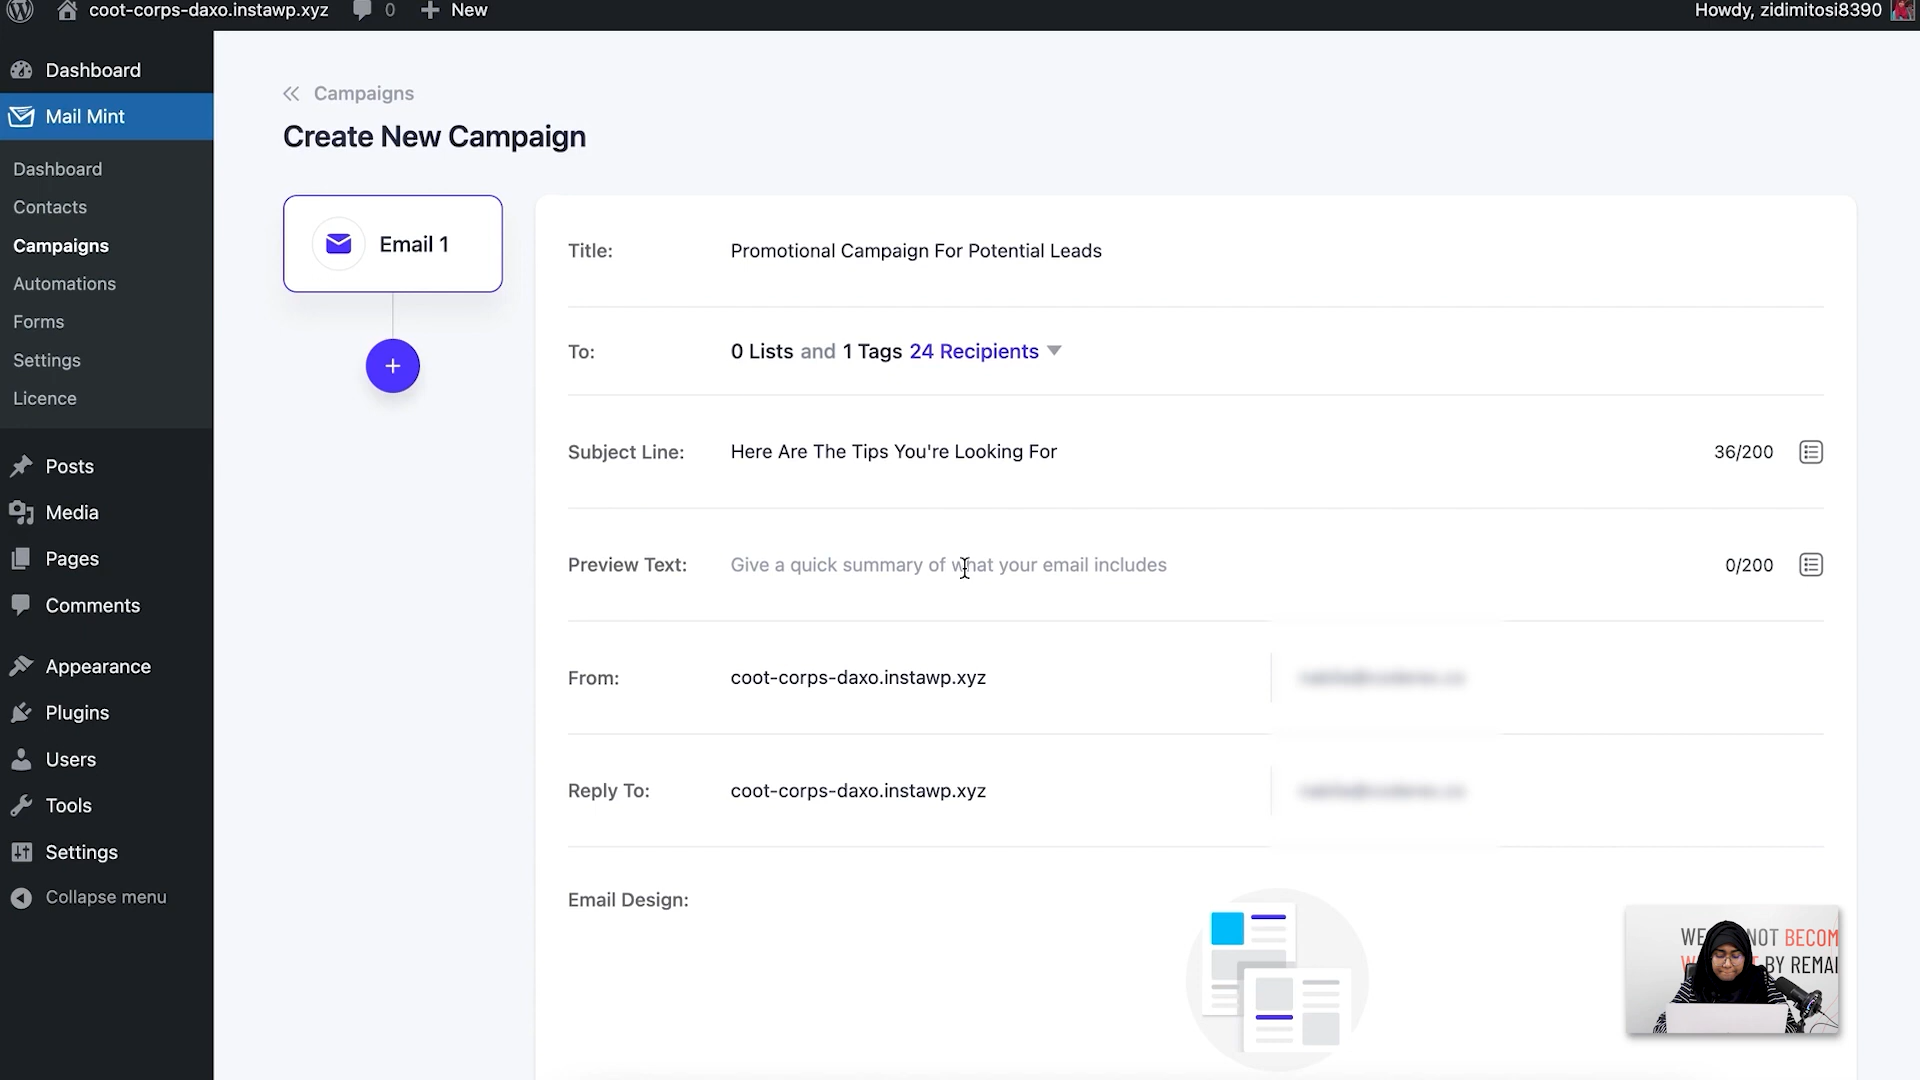 coot-corps-daxo.instawp.xyz 0 New
Howdy, zidimitosi8390
Dashboard
Mail Mint
Dashboard
Contacts
Campaigns
Automations
Forms
Settings
Licence
Posts
Media
Pages
Comments
Appearance
Plugins
Users
Tools
Settings
Collapse menu
Campaigns
Create New Campaign
Email 1
+
Title: Promotional Campaign For Potential Leads
To: 0 Lists and 1 Tags 24 Recipients
Subject Line: Here Are The Tips You're Looking For 36/200
Preview Text: Give a quick summary of what your email includes 0/200
From: coot-corps-daxo.instawp.xyz
Reply To: coot-corps-daxo.instawp.xyz
Email Design:
NOT BECOM
BY REMAI